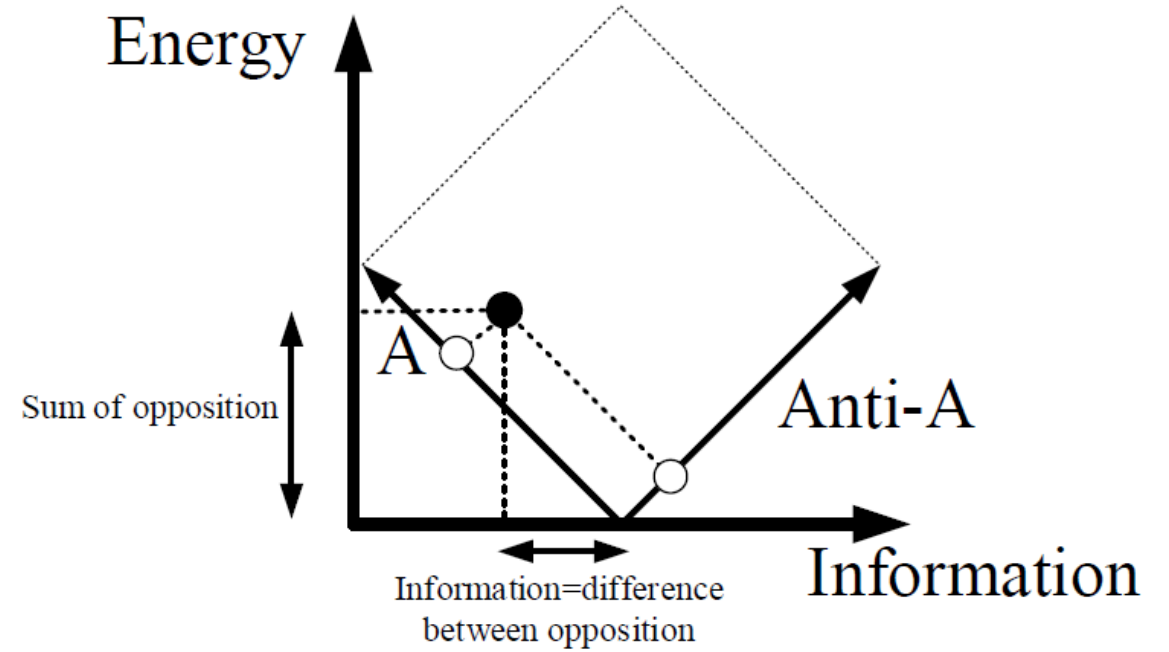 Energy
A
Sum of opposition
Anti-A
Information
Information=difference
between opposition